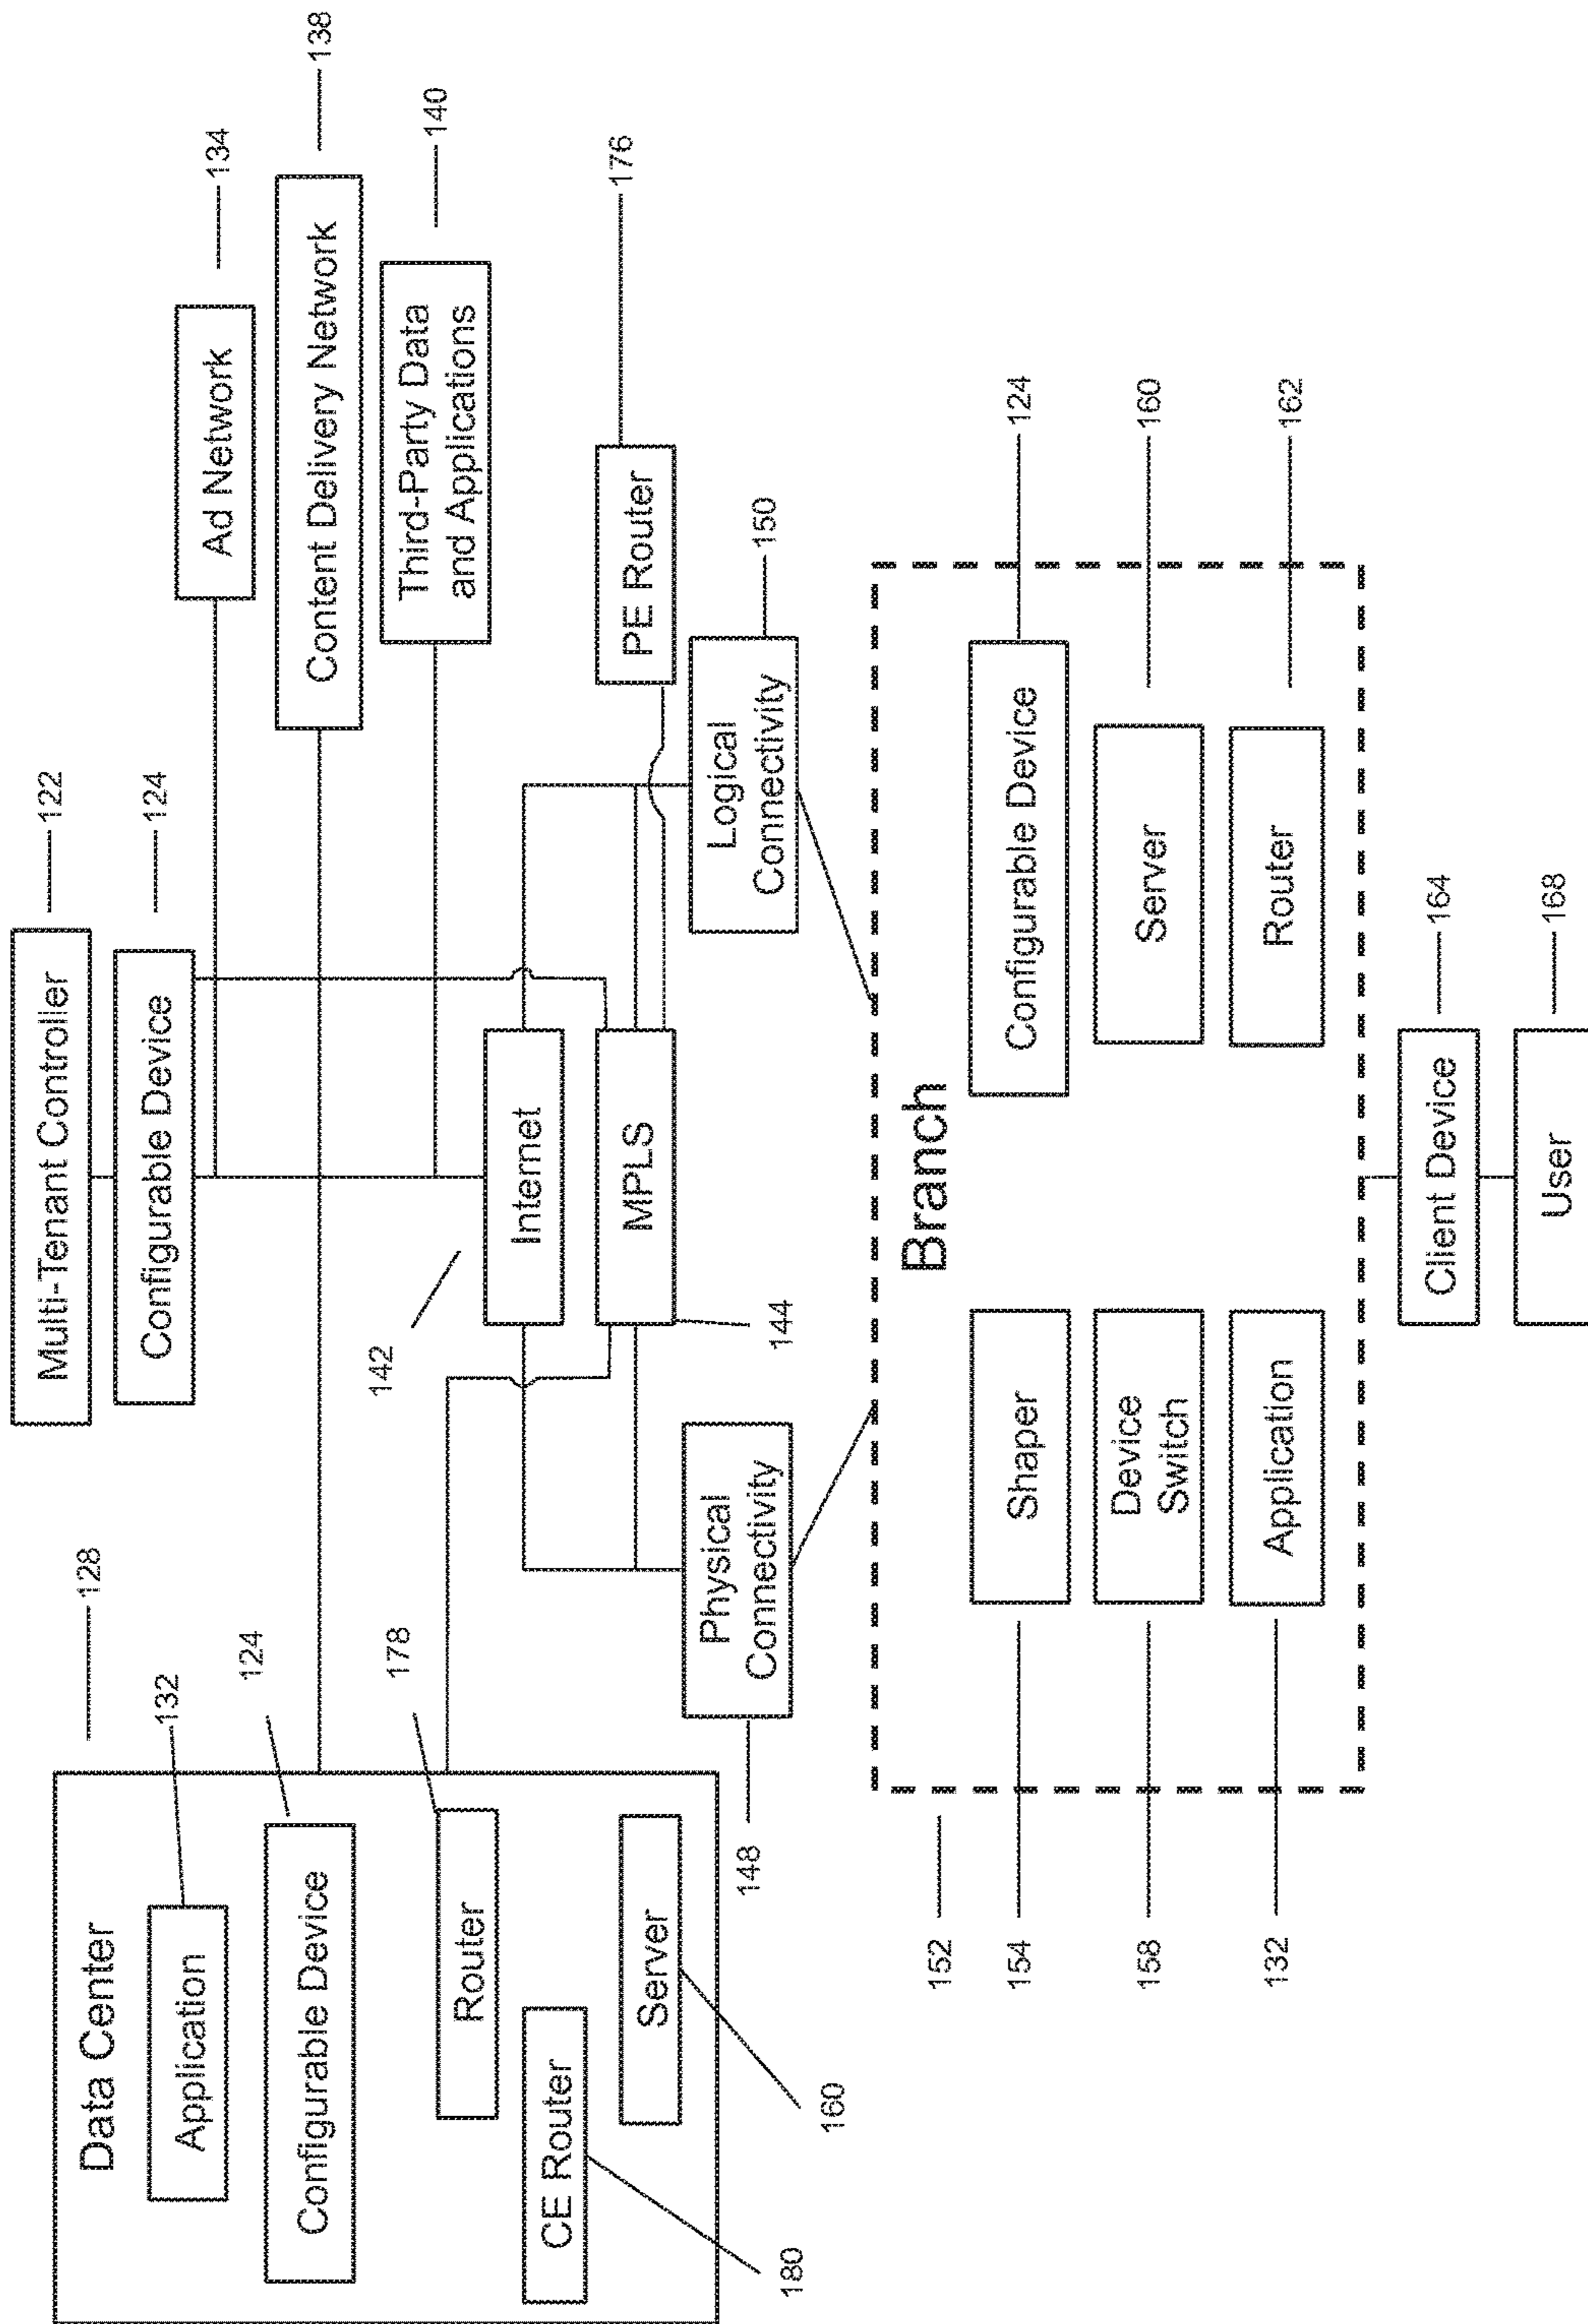 Multi-Tenant Controller
122
Configurable Device
124
Data Center
128
Application
132
Configurable Device
124
Router
178
CE Router
180
Server
160
Ad Network
134
Content Delivery Network
138
Third-Party Data
and Applications
140
Internet
142
MPLS
144
PE Router
176
Physical
Connectivity
148
Logical
Connectivity
150
Branch
152
Shaper
154
Configurable Device
124
Device
Switch
158
Server
160
Application
132
Router
162
Client Device
164
User
168